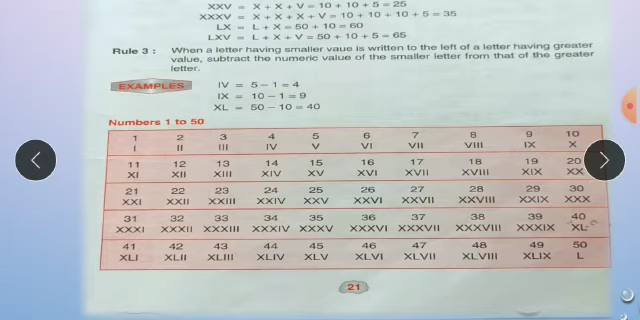 XXV = X + X + V = 10 + 10 + 5 = 25
XXXV = X + X + X + V = 10 + 10 + 10 + 5 = 35
LX = L + X = 50 + 10 = 60
LXV = L + X + V = 50 + 10 + 5 = 65
Rule 3 : When a letter having smaller vaue is written to the left of a letter having greater
value, subtract the numeric value of the smaller letter from that of the greater
letter.
EXAMPLES IV = 5 - 1 = 4
IX = 10 - 1 = 9
XL = 50 - 10 = 40
Numbers 1 to 50
1 2 3 4 5 6 7 8 9 10
I II III IV V VI VII VIII IX X
11 12 13 14 15 16 17 18 19 20
XI XII XIII XIV XV XVI XVII XVIII XIX XX
21 22 23 24 25 26 27 28 29 30
XXI XXII XXIII XXIV XXV XXVI XXVII XXVIII XXIX XXX
31 32 33 34 35 36 37 38 39 40
XXXI XXXII XXXIII XXXIV XXXV XXXVI XXXVII XXXVIII XXXIX XL
41 42 43 44 45 46 47 48 49 50
XLI XLII XLIII XLIV XLV XLVI XLVII XLVIII XLIX L
21